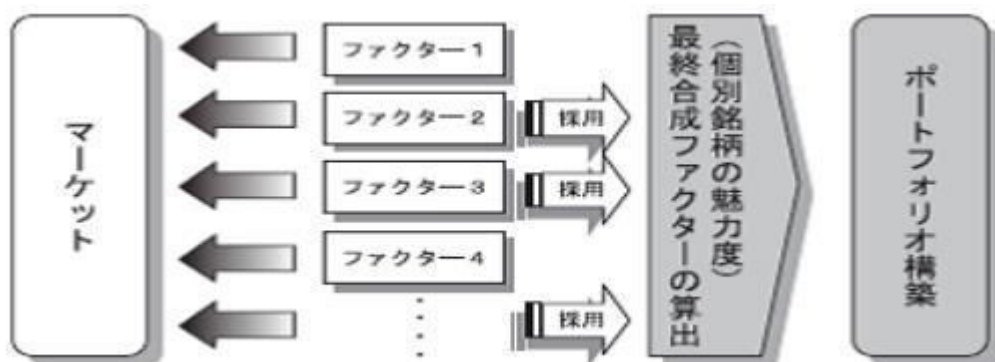 マーケット
ファクター1
ファクター2
ファクター3
ファクター4
採用
採用
採用
最終合成ファクターの算出
(個別銘柄の魅力度)
ポートフォリオ構築